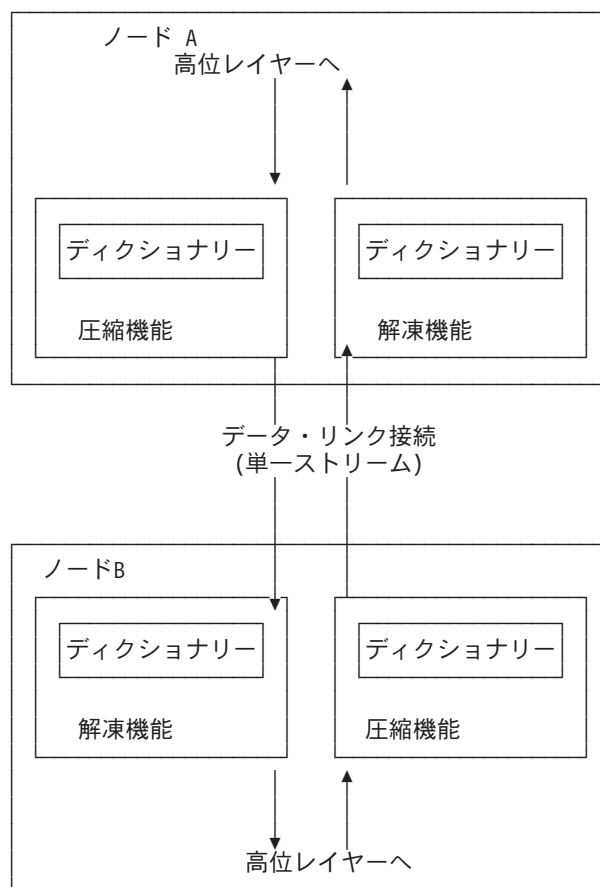 ノード A
高位レイヤーへ
ディクショナリー
ディクショナリー
圧縮機能
解凍機能
データ・リンク接続
(単一ストリーム)
ノードB
ディクショナリー
ディクショナリー
解凍機能
圧縮機能
高位レイヤーへ